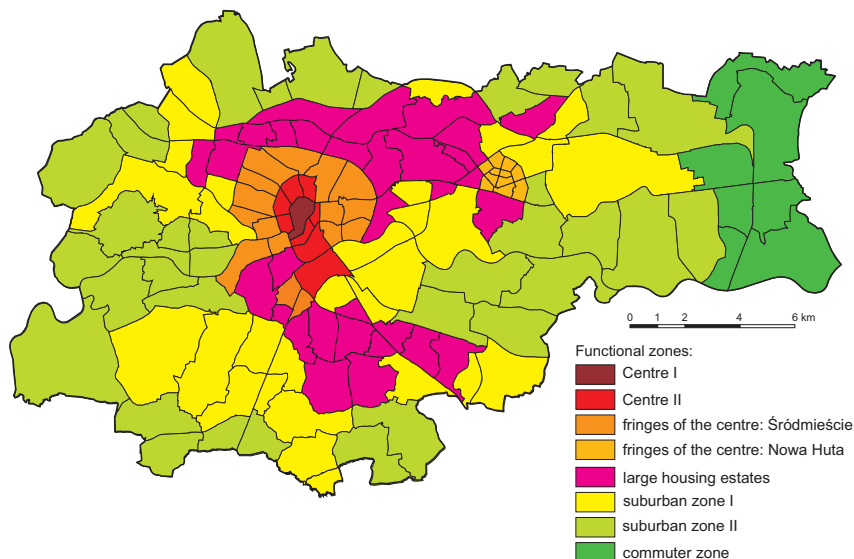 0 1 2 4 6 km
Functional zones:
Centre I
Centre II
fringes of the centre: Śródmieście
fringes of the centre: Nowa Huta
large housing estates
suburban zone I
suburban zone II
commuter zone